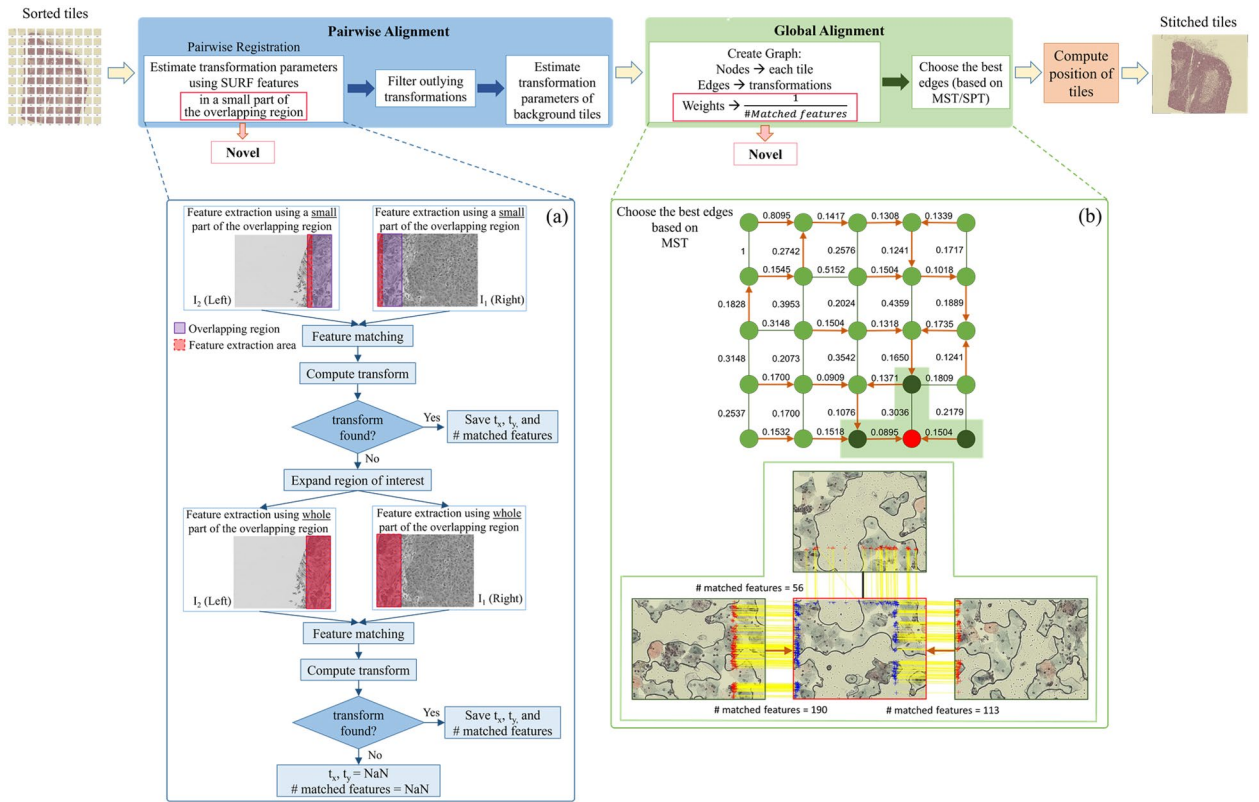 Sorted tiles
Pairwise Alignment
Pairwise Registration
Estimate transformation parameters
using SURF features
in a small part of
the overlapping region
Novel
Filter outlying
transformations
Estimate
transformation
parameters of
background tiles
Global Alignment
Create Graph:
Nodes → each tile
Edges → transformations
Weights → 1
#Matched features
Novel
Choose the best
edges (based on
MST/SPT)
Compute
position of
tiles
Stitched tiles
(a)
Feature extraction using a small
part of the overlapping region
I₂ (Left)
Feature extraction using a small
part of the overlapping region
I₁ (Right)
Overlapping region
Feature extraction area
Feature matching
Compute transform
transform
found?
Yes
Save tₓ, tᵧ, and
# matched features
No
Expand region of interest
Feature extraction using whole
part of the overlapping region
I₂ (Left)
Feature extraction using whole
part of the overlapping region
I₁ (Right)
Feature matching
Compute transform
transform
found?
Yes
Save tₓ, tᵧ, and
# matched features
No
tₓ, tᵧ = NaN
# matched features = NaN
(b)
Choose the best edges
based on
MST
0.8095 0.1417 0.1308 0.1339
1 0.2742 0.2576 0.1241 0.1717
0.1545 0.5152 0.1504 0.1018
0.1828 0.3953 0.2024 0.4359 0.1889
0.3148 0.1504 0.1318 0.1735
0.3148 0.2073 0.3542 0.1650 0.1241
0.1700 0.0909 0.1371 0.1809
0.2537 0.1700 0.1076 0.3036 0.2179
0.1532 0.1518 0.0895 0.1504
# matched features = 56
# matched features = 190
# matched features = 113